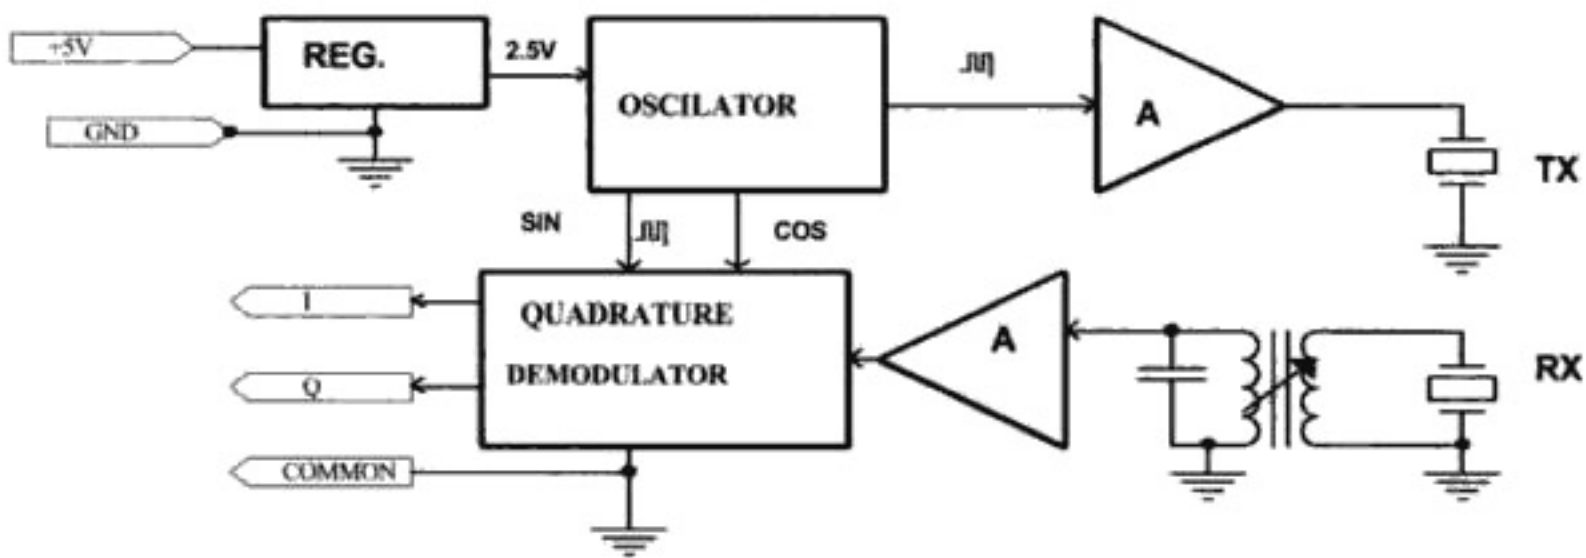 +5V
REG.
2.5V
OSCILATOR
A
GND
TX
SIN
COS
I
QUADRATURE
A
Q
DEMODULATOR
RX
COMMON